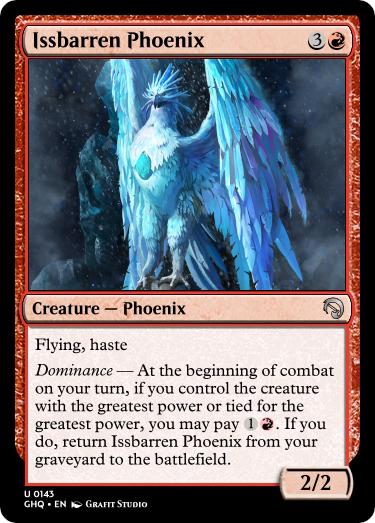 Issbarren Phoenix 3
Creature — Phoenix
Flying, haste
Dominance — At the beginning of combat
on your turn, if you control the creature
with the greatest power or tied for the
greatest power, you may pay 1 . If you
do, return Issbarren Phoenix from your
graveyard to the battlefield.
2/2
U 0143
GHQ • EN Grafit Studio